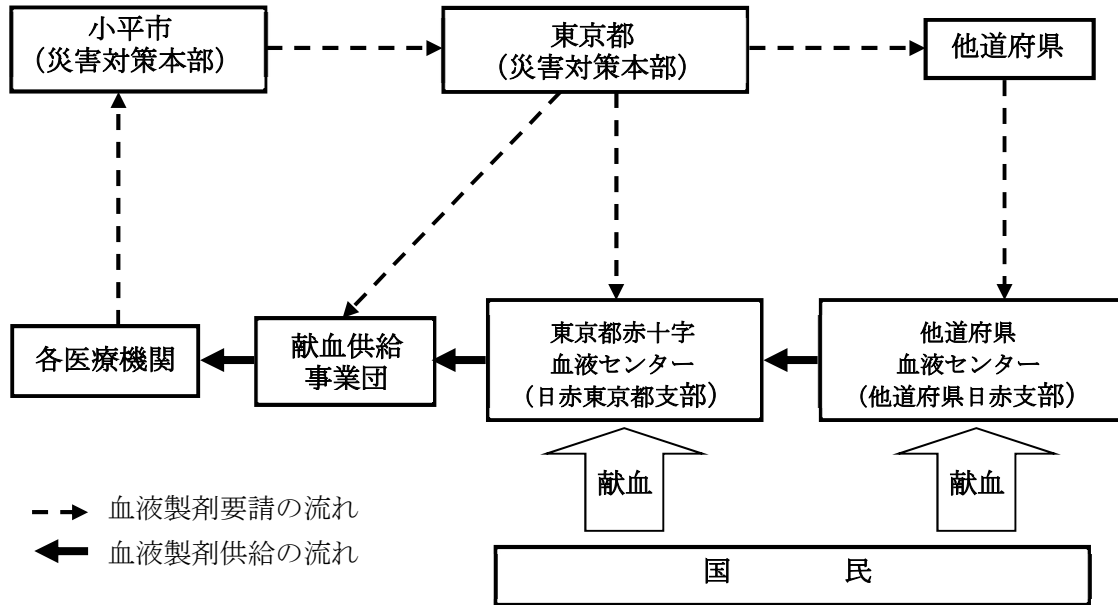 小平市
（災害対策本部）
東京都
（災害対策本部）
他道府県
各医療機関
献血供給
事業団
東京都赤十字
血液センター
（日赤東京都支部）
他道府県
血液センター
（他道府県日赤支部）
献血
献血
血液製剤要請の流れ
血液製剤供給の流れ
国　　　民